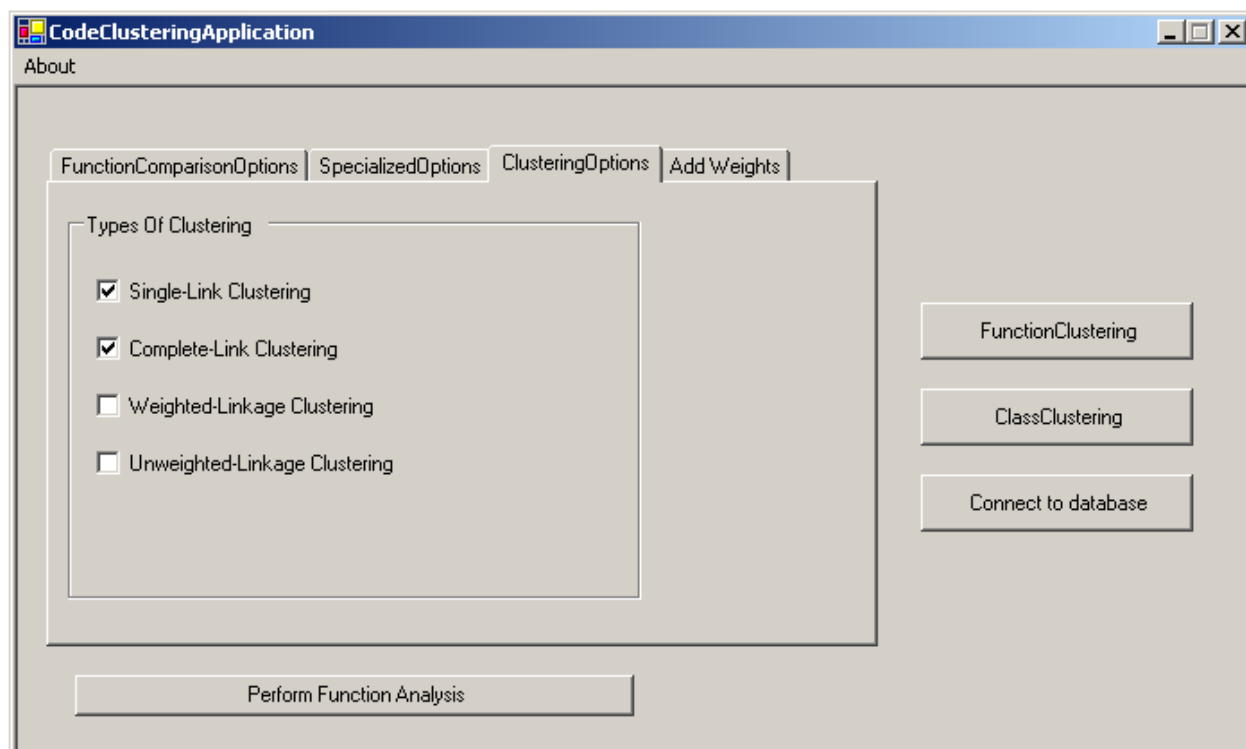 CodeClusteringApplication
About
FunctionComparisonOptions
SpecializedOptions
ClusteringOptions
Add Weights
Types Of Clustering
Single-Link Clustering
Complete-Link Clustering
Weighted-Linkage Clustering
Unweighted-Linkage Clustering
FunctionClustering
ClassClustering
Connect to database
Perform Function Analysis